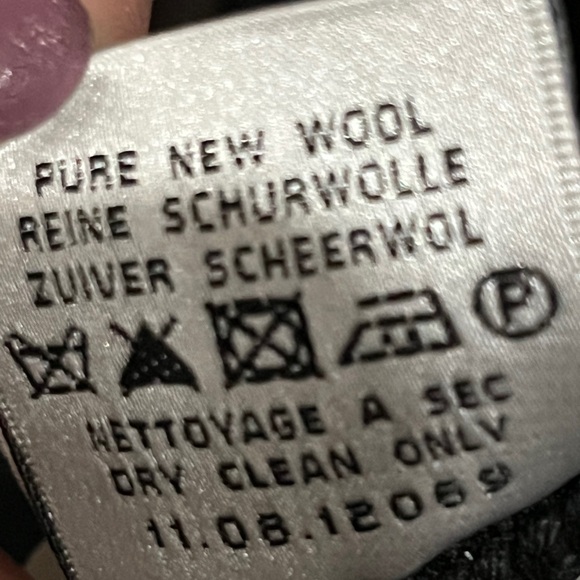 PURE NEW WOOL
REINE SCHURWOLLE
ZUIVER SCHEERWOL
P
NETTOYAGE A SEC
DRY CLEAN ONLY
11.08.12069